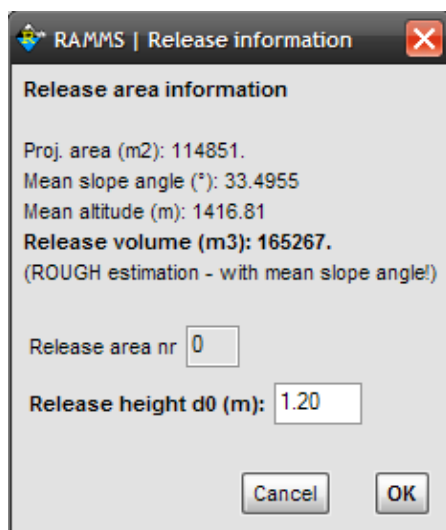 RAMMS | Release information
Release area information
Proj. area (m2): 114851.
Mean slope angle (°): 33.4955
Mean altitude (m): 1416.81
Release volume (m3): 165267.
(ROUGH estimation - with mean slope angle!)
Release area nr 0
Release height d0 (m): 1.20
Cancel OK